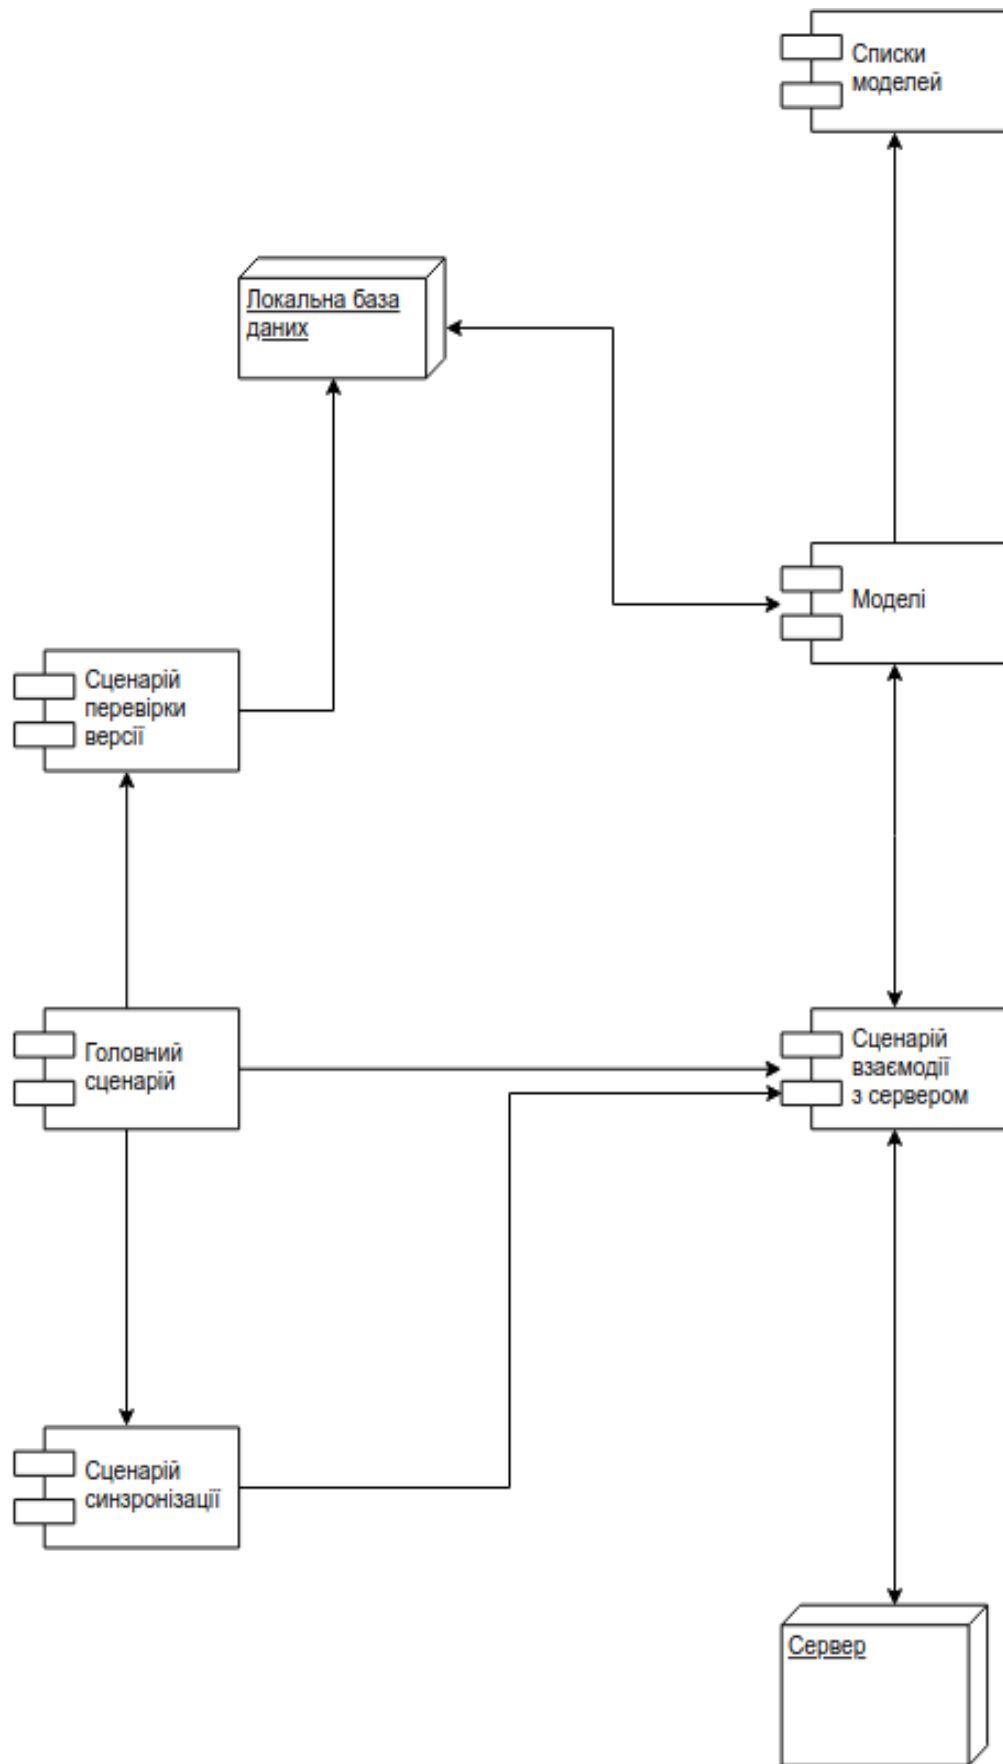 Списки
моделей
Локальна база
даних
Моделі
Сценарій
перевірки
версії
Головний
сценарій
Сценарій
взаємодії
з сервером
Сценарій
синзронізації
Сервер